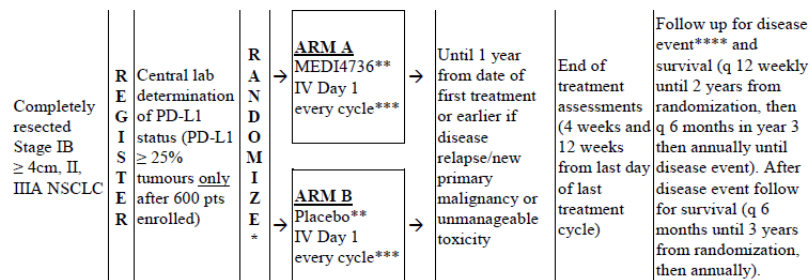 Completely
resected
Stage IB
≥ 4cm, II,
IIIA NSCLC
R
E
G
I
S
T
E
R
Central lab
determination
of PD-L1
status (PD-L1
≥ 25%
tumours only
after 600 pts
enrolled)
R
A
N
D
O
M
I
Z
E
*
→
→
ARM A
MEDI4736**
IV Day 1
every cycle***
ARM B
Placebo**
IV Day 1
every cycle***
→
→
Until 1 year
from date of
first treatment
or earlier if
disease
relapse/new
primary
malignancy or
unmanageable
toxicity
End of
treatment
assessments
(4 weeks and
12 weeks
from last day
of last
treatment
cycle)
Follow up for disease
event**** and
survival (q 12 weekly
until 2 years from
randomization, then
q 6 months in year 3
then annually until
disease event). After
disease event follow
for survival (q 6
months until 3 years
from randomization,
then annually).